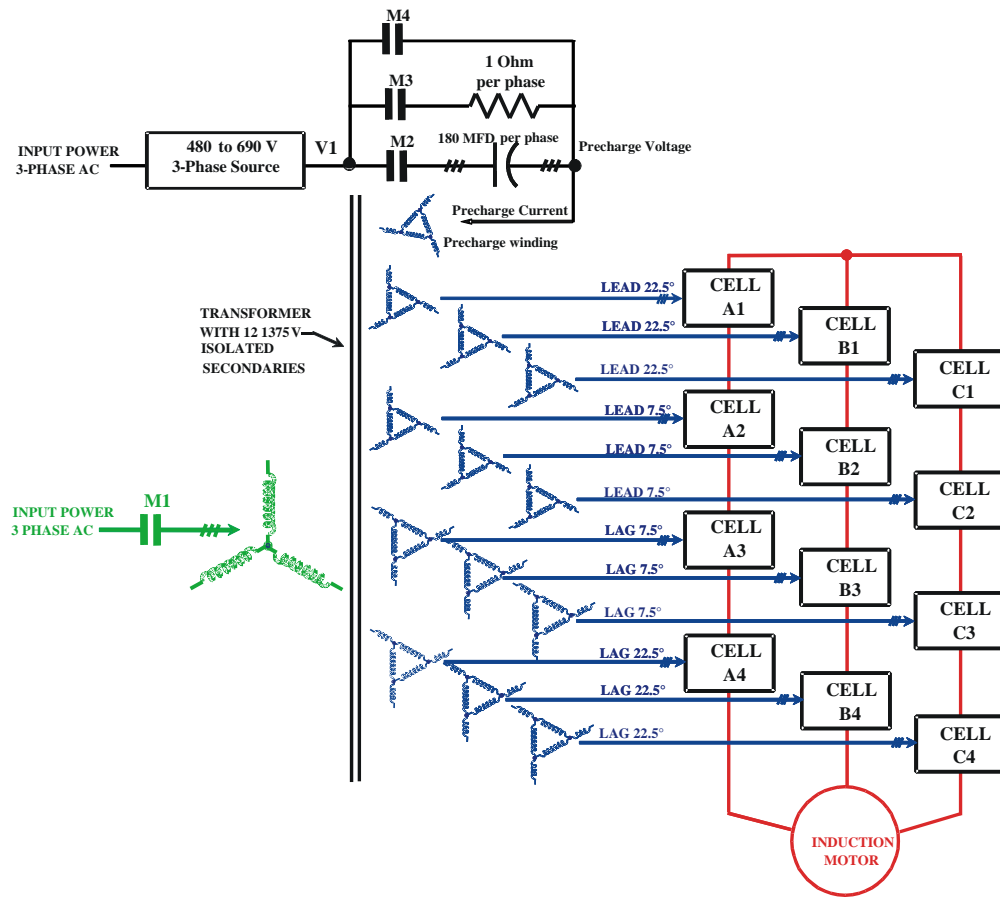 M4
1 Ohm
per phase
M3
180 MFD per phase
M2
V1
480 to 690 V
3-Phase Source
INPUT POWER
3-PHASE AC
Precharge Voltage
Precharge Current
Precharge winding
TRANSFORMER
WITH 12 1375 V
ISOLATED
SECONDARIES
LEAD 22.5°
CELL
A1
LEAD 22.5°
CELL
B1
LEAD 22.5°
CELL
C1
LEAD 7.5°
CELL
A2
LEAD 7.5°
CELL
B2
LEAD 7.5°
CELL
C2
M1
INPUT POWER
3 PHASE AC
LAG 7.5°
CELL
A3
LAG 7.5°
CELL
B3
LAG 7.5°
CELL
C3
LAG 22.5°
CELL
A4
LAG 22.5°
CELL
B4
LAG 22.5°
CELL
C4
INDUCTION
MOTOR